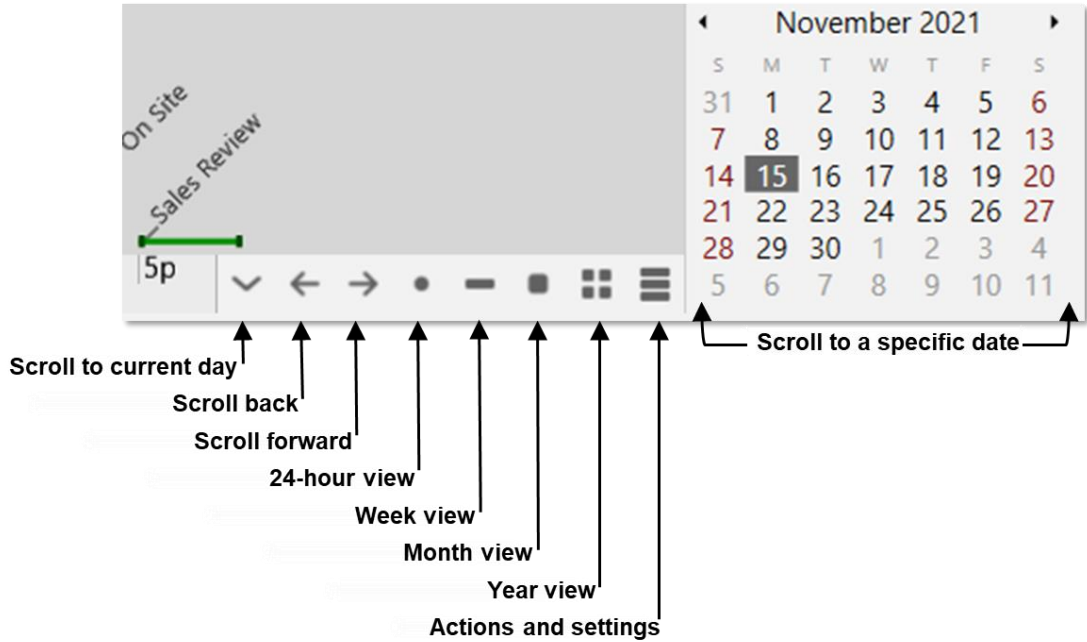 November 2021
S M T W T F S
31 1 2 3 4 5 6
7 8 9 10 11 12 13
14 15 16 17 18 19 20
21 22 23 24 25 26 27
28 29 30 1 2 3 4
5 6 7 8 9 10 11
On Site
Sales Review
5p
Scroll to a specific date
Scroll to current day
Scroll back
Scroll forward
24-hour view
Week view
Month view
Year view
Actions and settings